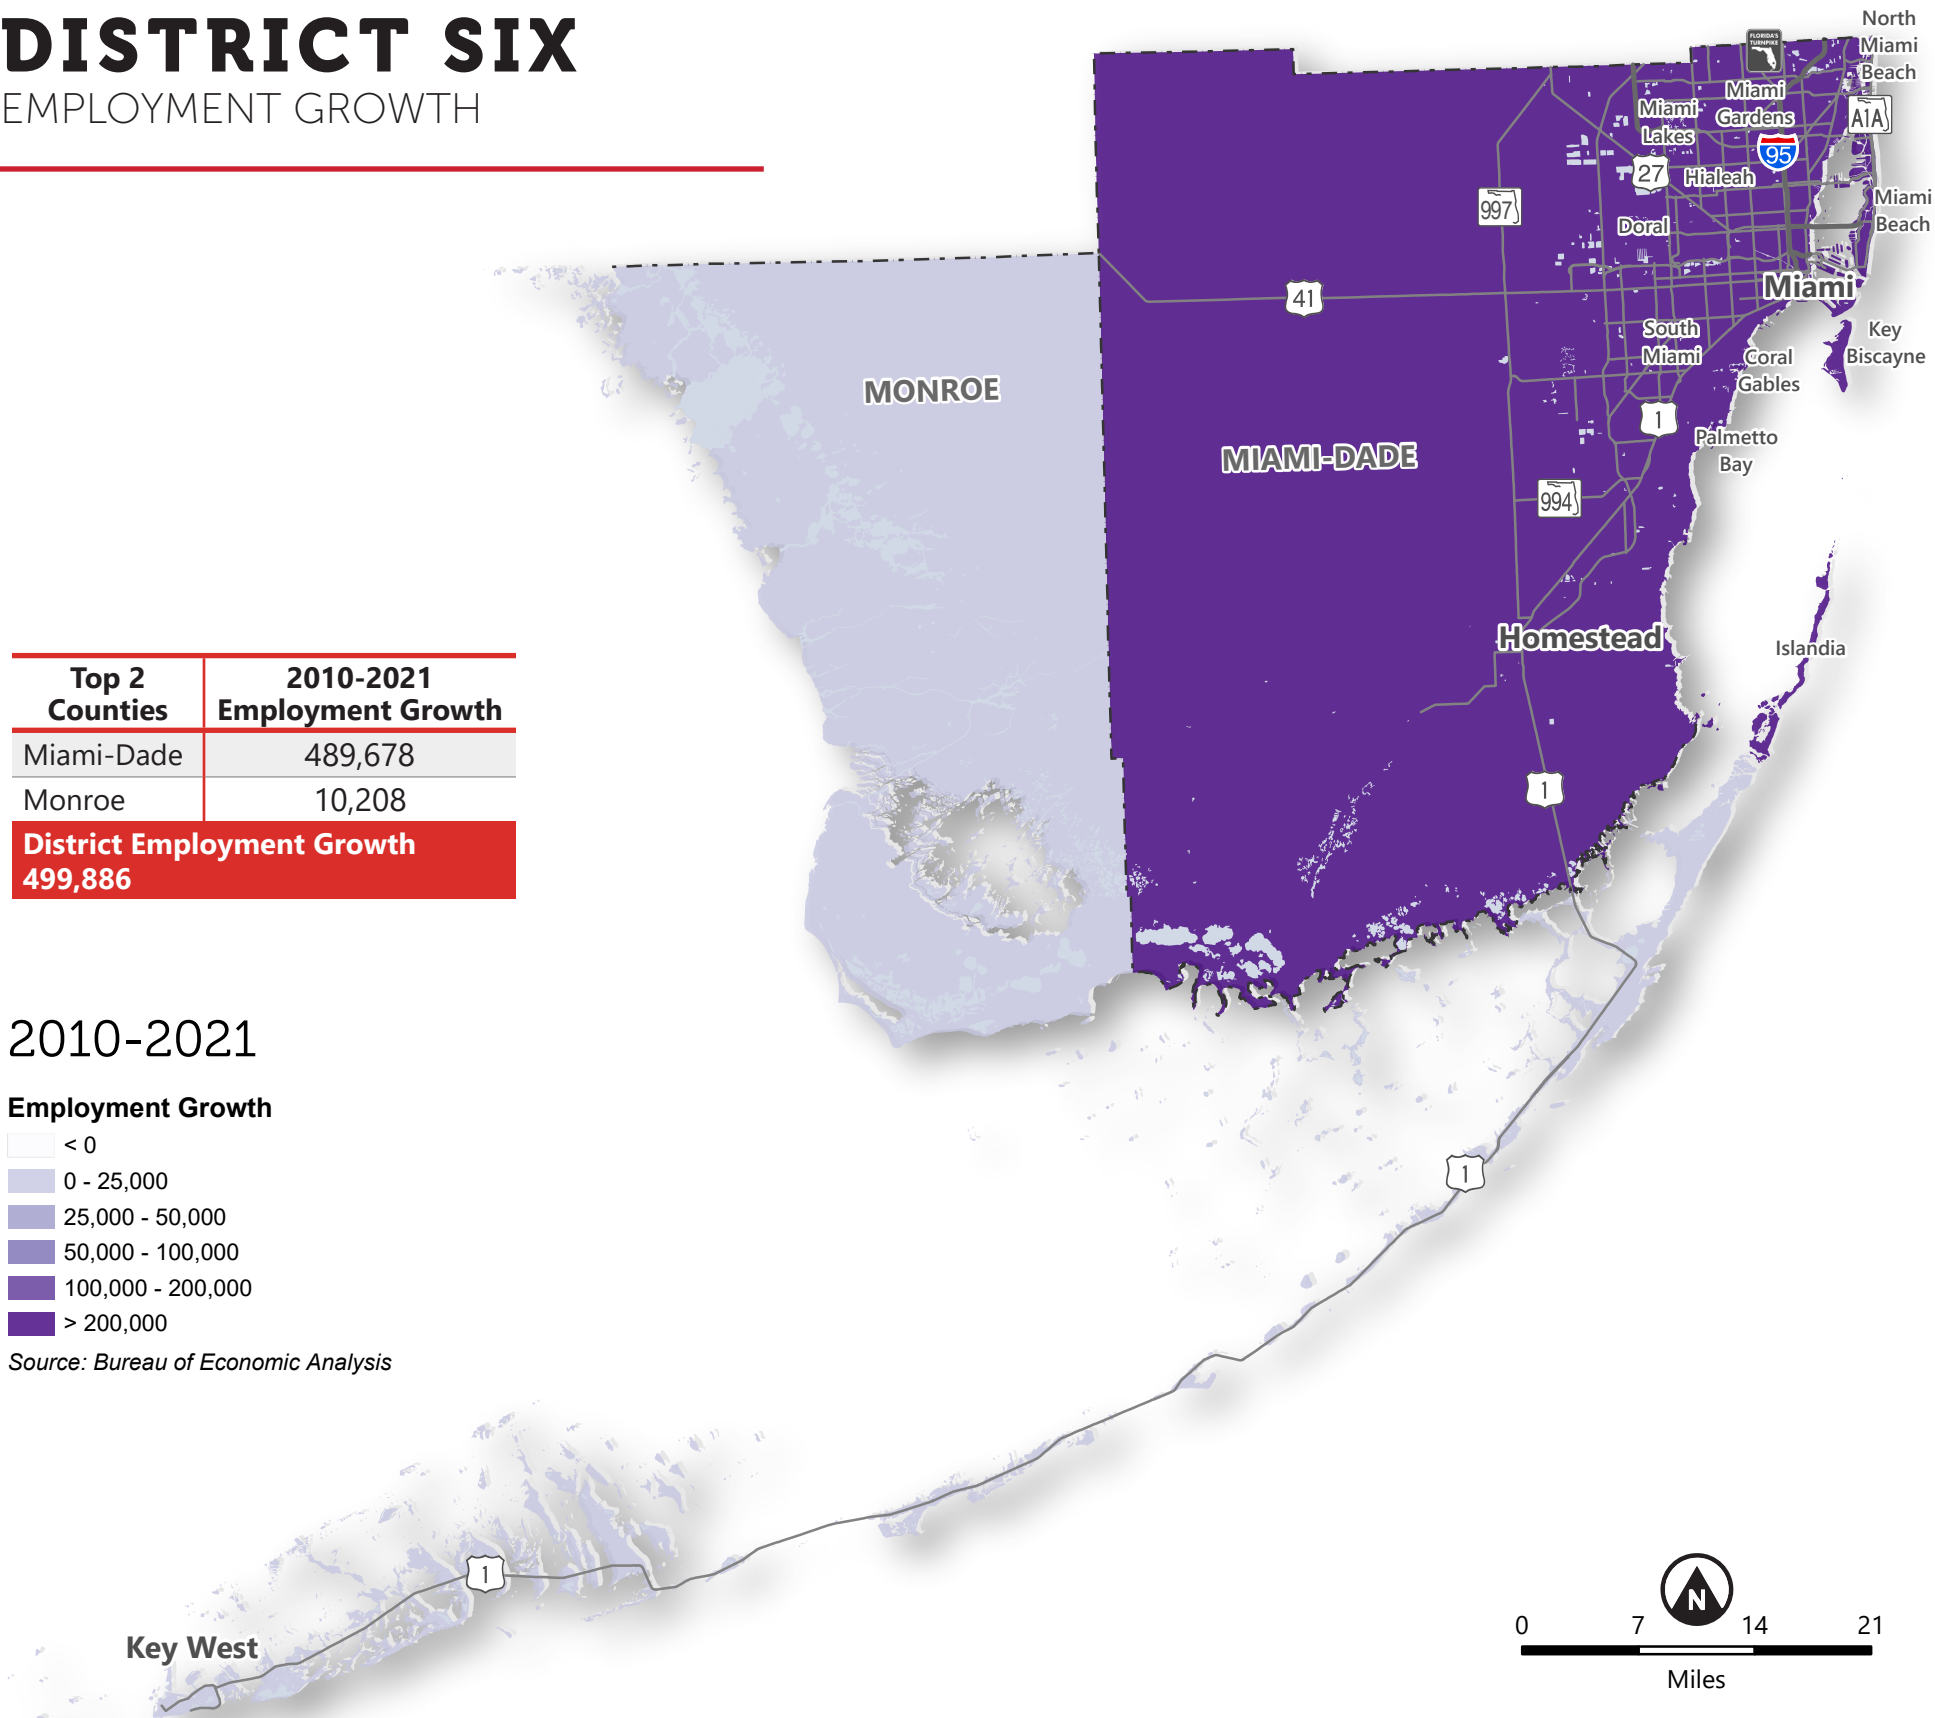 DISTRICT SIX
EMPLOYMENT GROWTH
North
Miami
Beach
FLORIDA'S
TURNPIKE
Miami
Gardens
Miami
Lakes
A1A
95
27
Hialeah
997
Miami
Beach
Doral
Miami
41
South
Miami
Key
Biscayne
Coral
Gables
MONROE
1
MIAMI-DADE
Palmetto
Bay
994
Homestead
Islandia
Top 2
Counties
2010-2021
Employment Growth
Miami-Dade
489,678
Monroe
10,208
District Employment Growth
499,886
1
2010-2021
Employment Growth
< 0
0 - 25,000
25,000 - 50,000
50,000 - 100,000
100,000 - 200,000
> 200,000
Source: Bureau of Economic Analysis
1
1
Key West
N
0 7 14 21
Miles